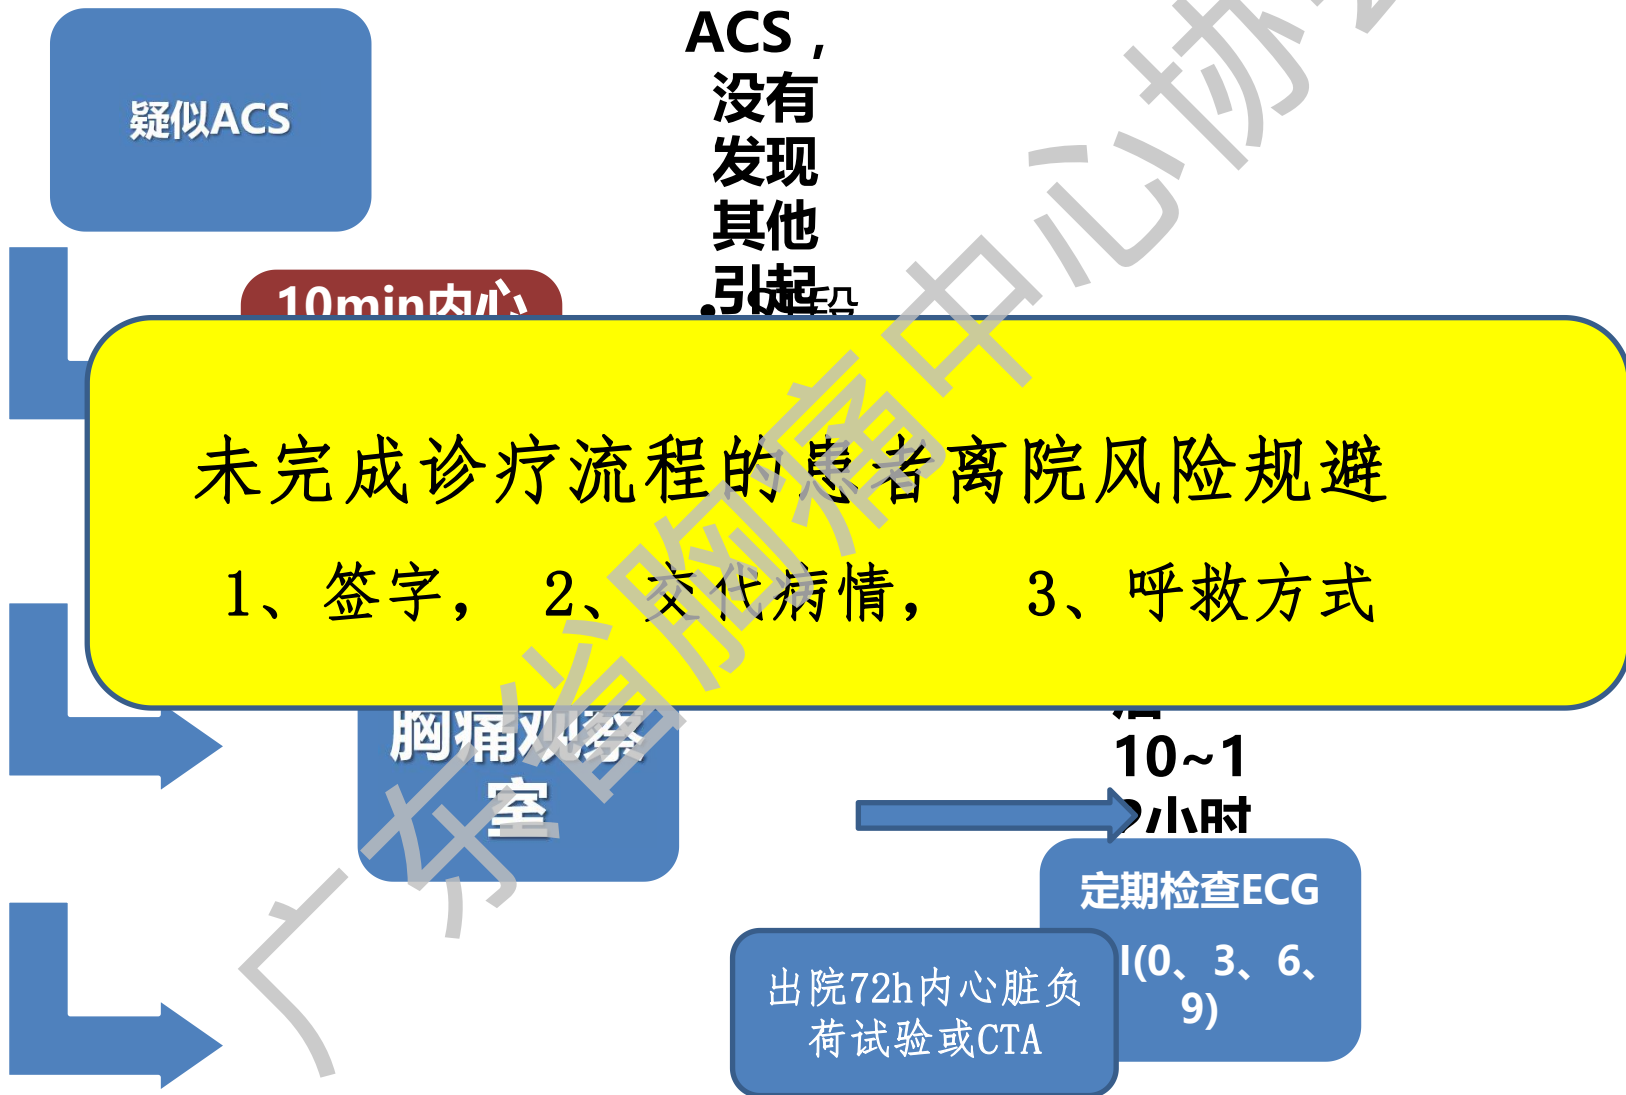 疑似ACS
ACS，
没有
发现
其他
引起
10min内心
• ST段
未完成诊疗流程的患者离院风险规避
1、签字， 2、交代病情， 3、呼救方式
胸痛观察
室
10~1
2小时
定期检查ECG
I(0、3、6、
9)
出院72h内心脏负
荷试验或CTA
广东省胸痛中心协会